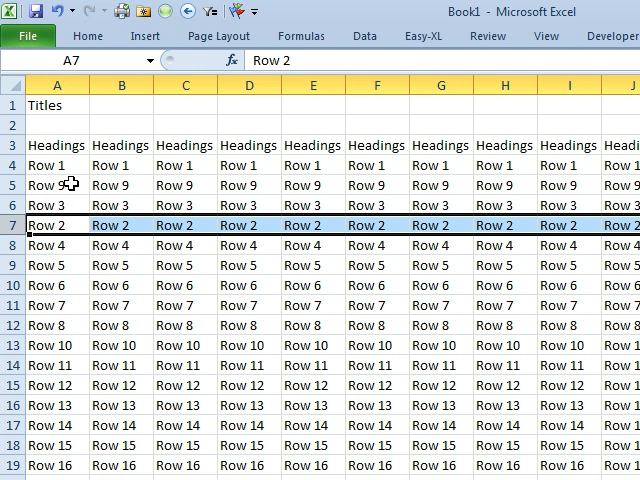 Book1 - Microsoft Excel
File Home Insert Page Layout Formulas Data Easy-XL Review View Developer
A7 fx Row 2
A B C D E F G H I J
1 Titles
2
3 Headings Headings Headings Headings Headings Headings Headings Headings Headings Headi
4 Row 1 Row 1 Row 1 Row 1 Row 1 Row 1 Row 1 Row 1 Row 1 Row 1
5 Row 9 Row 9 Row 9 Row 9 Row 9 Row 9 Row 9 Row 9 Row 9 Row 9
6 Row 3 Row 3 Row 3 Row 3 Row 3 Row 3 Row 3 Row 3 Row 3 Row 3
7 Row 2 Row 2 Row 2 Row 2 Row 2 Row 2 Row 2 Row 2 Row 2 Row 2
8 Row 4 Row 4 Row 4 Row 4 Row 4 Row 4 Row 4 Row 4 Row 4 Row 4
9 Row 5 Row 5 Row 5 Row 5 Row 5 Row 5 Row 5 Row 5 Row 5 Row 5
10 Row 6 Row 6 Row 6 Row 6 Row 6 Row 6 Row 6 Row 6 Row 6 Row 6
11 Row 7 Row 7 Row 7 Row 7 Row 7 Row 7 Row 7 Row 7 Row 7 Row 7
12 Row 8 Row 8 Row 8 Row 8 Row 8 Row 8 Row 8 Row 8 Row 8 Row 8
13 Row 10 Row 10 Row 10 Row 10 Row 10 Row 10 Row 10 Row 10 Row 10 Row 1
14 Row 11 Row 11 Row 11 Row 11 Row 11 Row 11 Row 11 Row 11 Row 11 Row 1
15 Row 12 Row 12 Row 12 Row 12 Row 12 Row 12 Row 12 Row 12 Row 12 Row 1
16 Row 13 Row 13 Row 13 Row 13 Row 13 Row 13 Row 13 Row 13 Row 13 Row 1
17 Row 14 Row 14 Row 14 Row 14 Row 14 Row 14 Row 14 Row 14 Row 14 Row 1
18 Row 15 Row 15 Row 15 Row 15 Row 15 Row 15 Row 15 Row 15 Row 15 Row 1
19 Row 16 Row 16 Row 16 Row 16 Row 16 Row 16 Row 16 Row 16 Row 16 Row 1